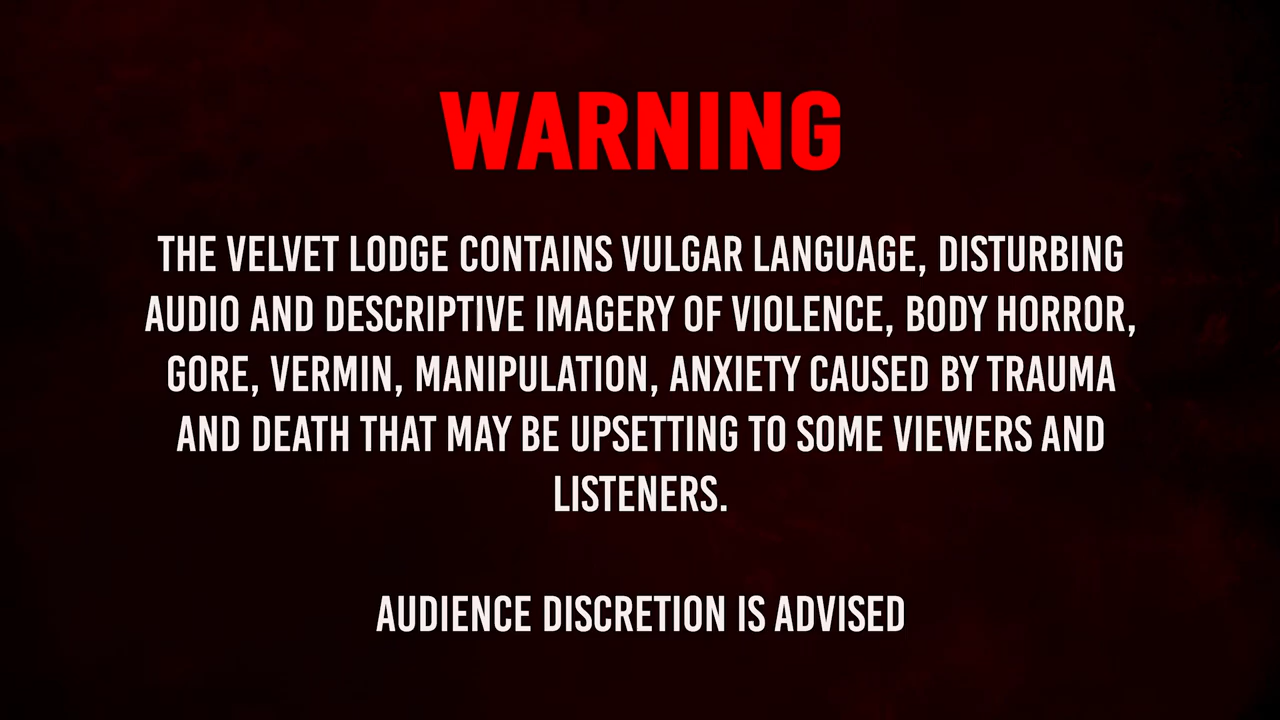 WARNING
THE VELVET LODGE CONTAINS VULGAR LANGUAGE, DISTURBING
AUDIO AND DESCRIPTIVE IMAGERY OF VIOLENCE, BODY HORROR,
GORE, VERMIN, MANIPULATION, ANXIETY CAUSED BY TRAUMA
AND DEATH THAT MAY BE UPSETTING TO SOME VIEWERS AND
LISTENERS.
AUDIENCE DISCRETION IS ADVISED